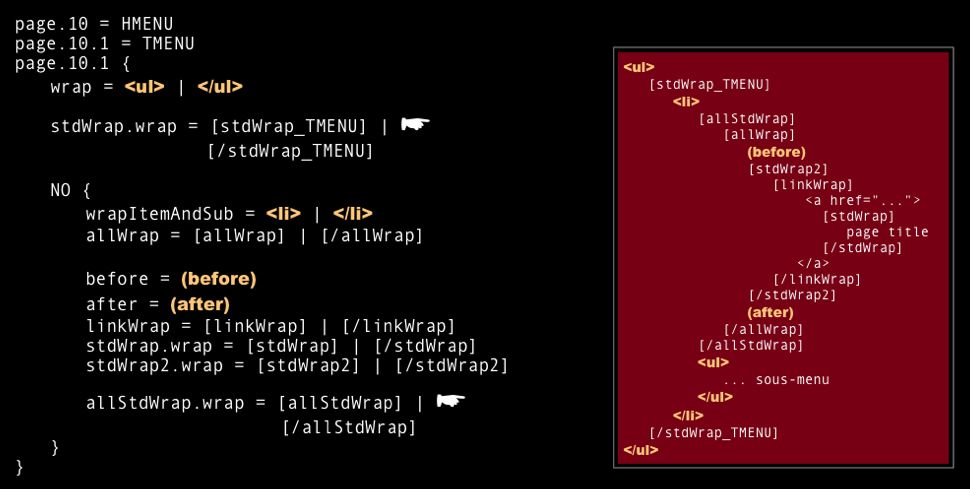 page.10 = HMENU
page.10.1 = TMENU
page.10.1 {
wrap = <ul> | </ul>
stdWrap.wrap = [stdWrap_TMENU] |
[/stdWrap_TMENU]
NO {
wrapItemAndSub = <li> | </li>
allWrap = [allWrap] | [/allWrap]
before = (before)
after = (after)
linkWrap = [linkWrap] | [/linkWrap]
stdWrap.wrap = [stdWrap] | [/stdWrap]
stdWrap2.wrap = [stdWrap2] | [/stdWrap2]
allStdWrap.wrap = [allStdWrap] |
[/allStdWrap]
}
}
<ul>
[stdWrap_TMENU]
<li>
[allStdWrap]
[allWrap]
(before)
[stdWrap2]
[linkWrap]
<a href="...">
[stdWrap]
page title
[/stdWrap]
</a>
[/linkWrap]
[/stdWrap2]
(after)
[/allWrap]
[/allStdWrap]
<ul>
... sous-menu
</ul>
</li>
[/stdWrap_TMENU]
</ul>